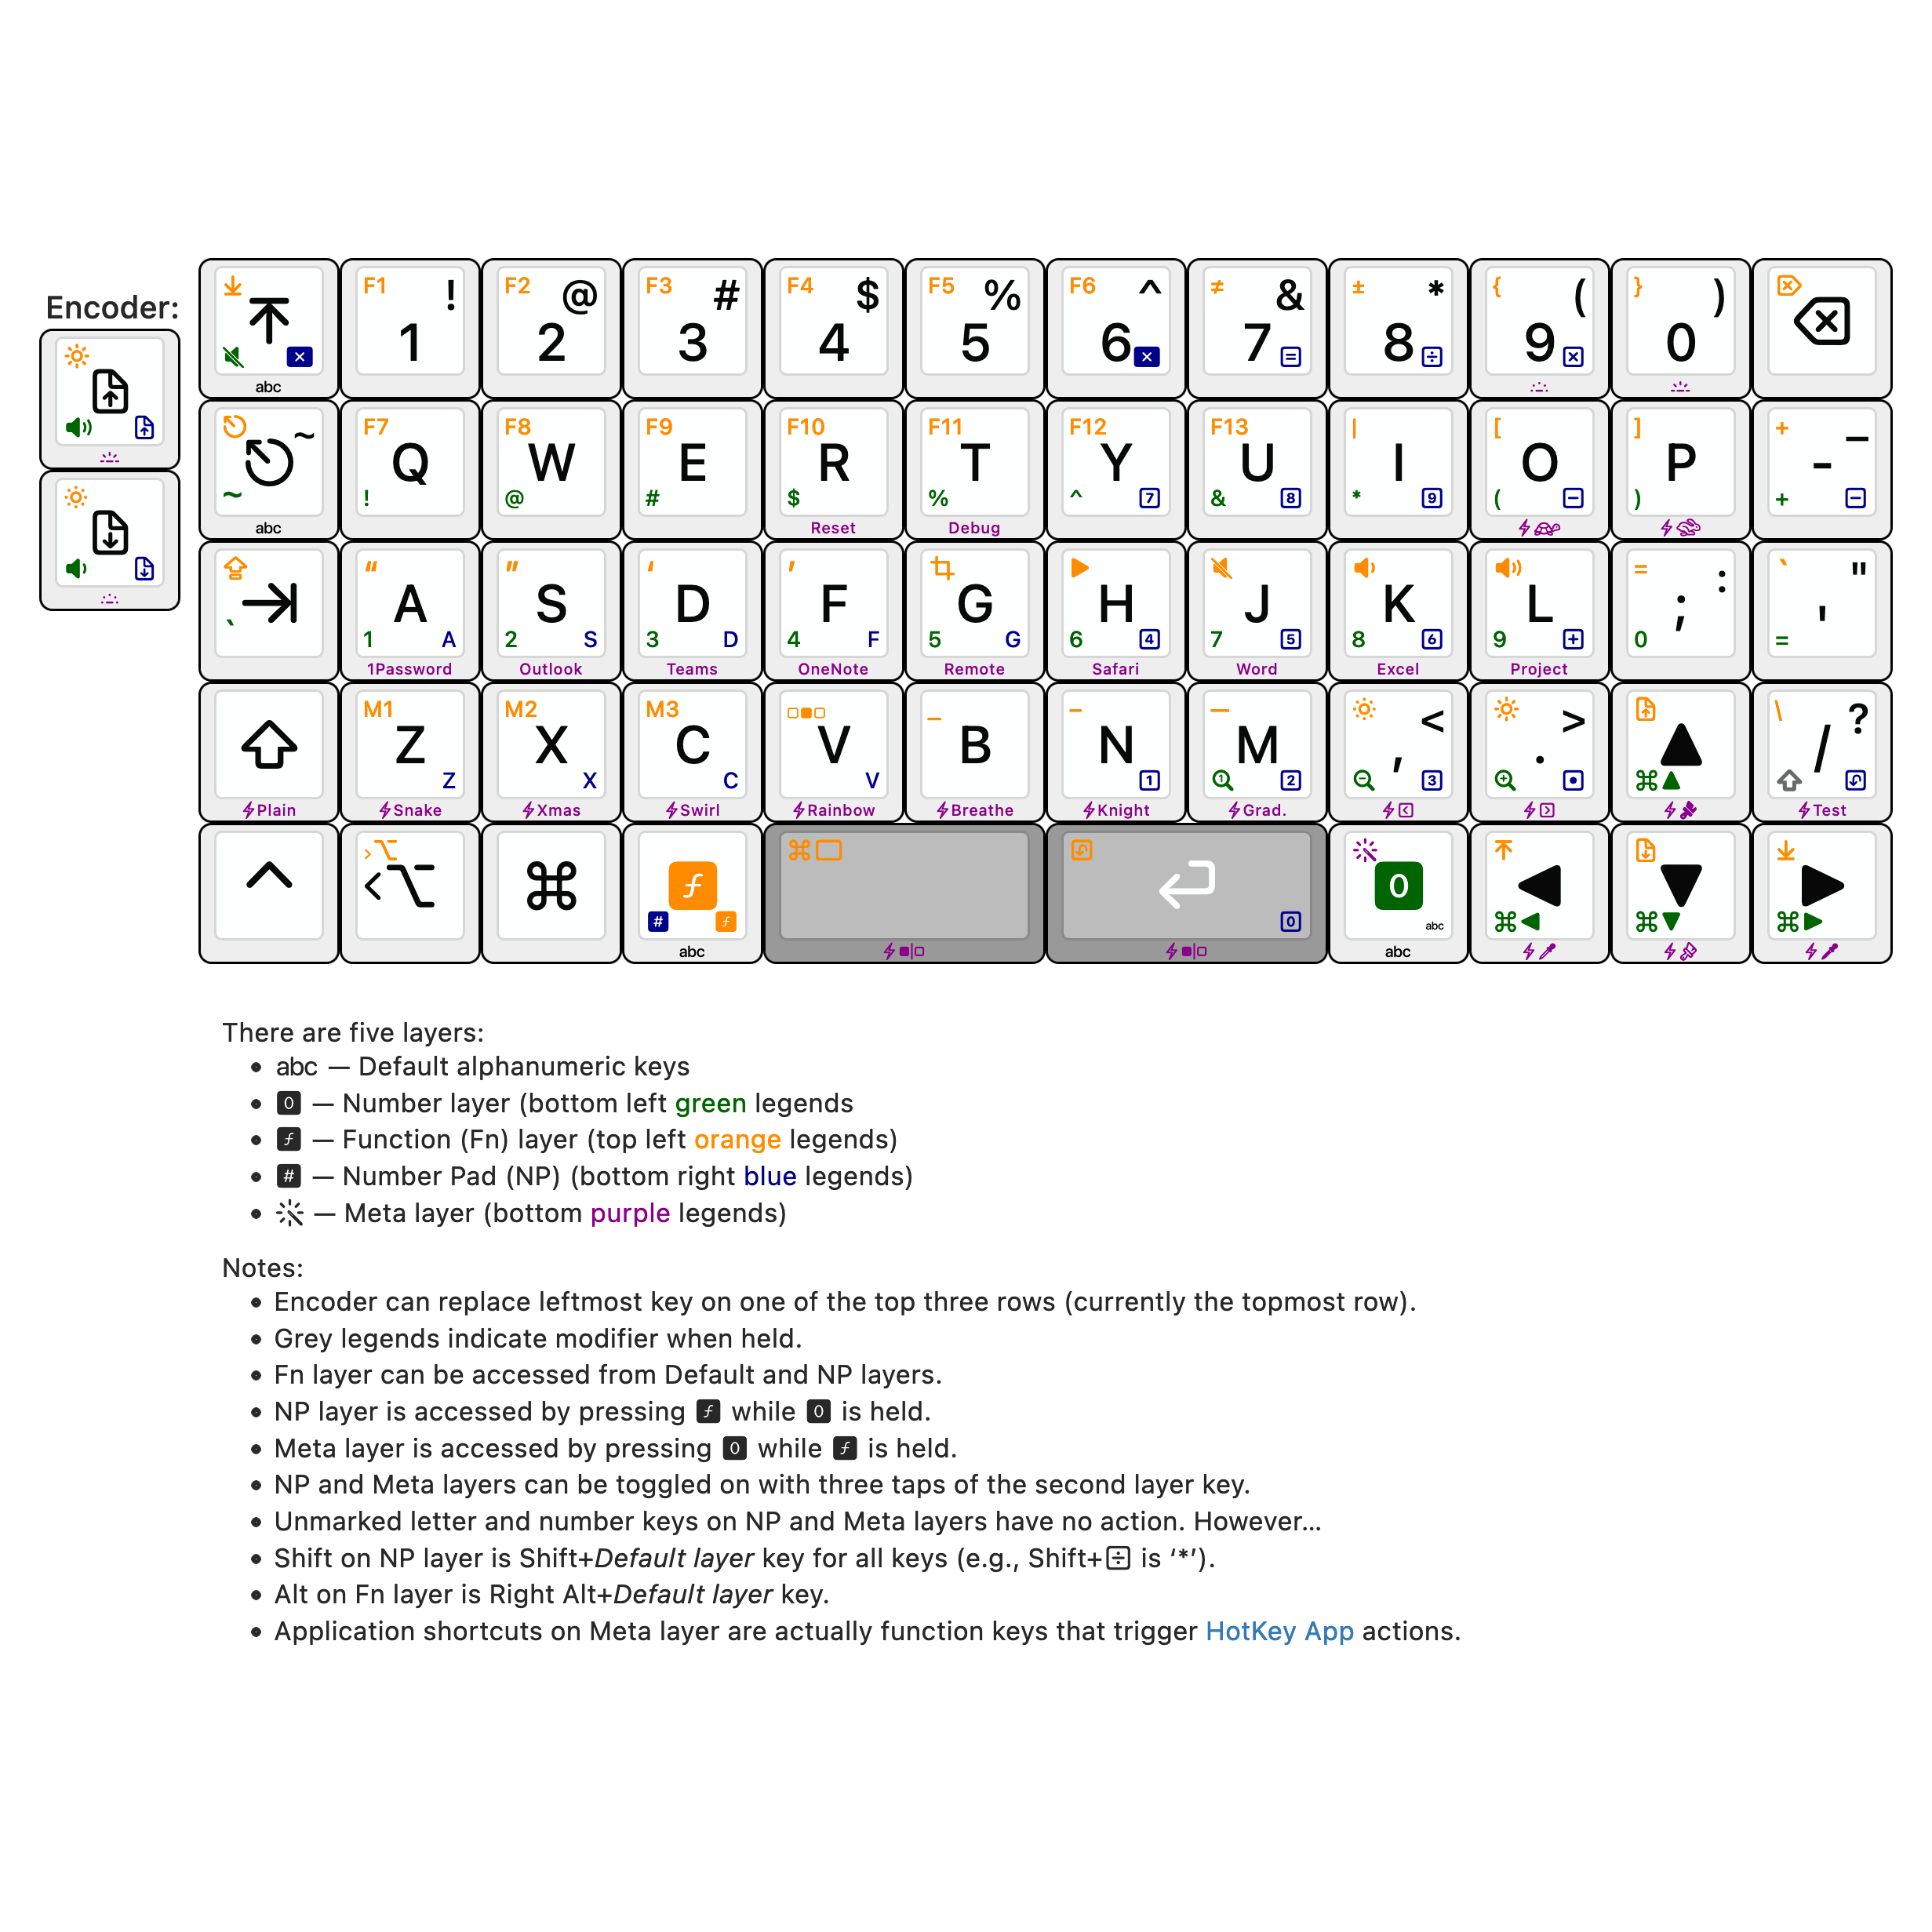 Encoder:
F1 ! F2 @ F3 # F4 $ F5 % F6 ^ ≠ & ± * { ( } )
1 2 3 4 5 6 7 = 8 ÷ 9 × 0
abc
F7 Q F8 W F9 E F10 R F11 T F12 Y F13 U | I [ O ] P + _
~ -
~ ! @ # $ % ^ 7 & 8 * 9 ( − ) + −
abc Reset Debug
“ A ” S ‘ D ’ F G H J K L = ; : ` " '
` 1 A 2 S 3 D 4 F 5 G 6 4 7 5 8 6 9 + 0 =
1Password Outlook Teams OneNote Remote Safari Word Excel Project
M1 Z M2 X M3 C V _ B – N — M , < . > \ / ?
Z X C V 1 1 2 3
Plain Snake Xmas Swirl Rainbow Breathe Knight Grad. < > Test
⌥ ⌘
^ <⌥ ⌘ f 0
>
# f 0 abc ⌘ ⌘ ⌘
abc abc
There are five layers:
• abc — Default alphanumeric keys
• 0 — Number layer (bottom left green legends
• f — Function (Fn) layer (top left orange legends)
• # — Number Pad (NP) (bottom right blue legends)
• — Meta layer (bottom purple legends)
Notes:
• Encoder can replace leftmost key on one of the top three rows (currently the topmost row).
• Grey legends indicate modifier when held.
• Fn layer can be accessed from Default and NP layers.
• NP layer is accessed by pressing f while 0 is held.
• Meta layer is accessed by pressing 0 while f is held.
• NP and Meta layers can be toggled on with three taps of the second layer key.
• Unmarked letter and number keys on NP and Meta layers have no action. However...
• Shift on NP layer is Shift+Default layer key for all keys (e.g., Shift+÷ is ‘*’).
• Alt on Fn layer is Right Alt+Default layer key.
• Application shortcuts on Meta layer are actually function keys that trigger HotKey App actions.